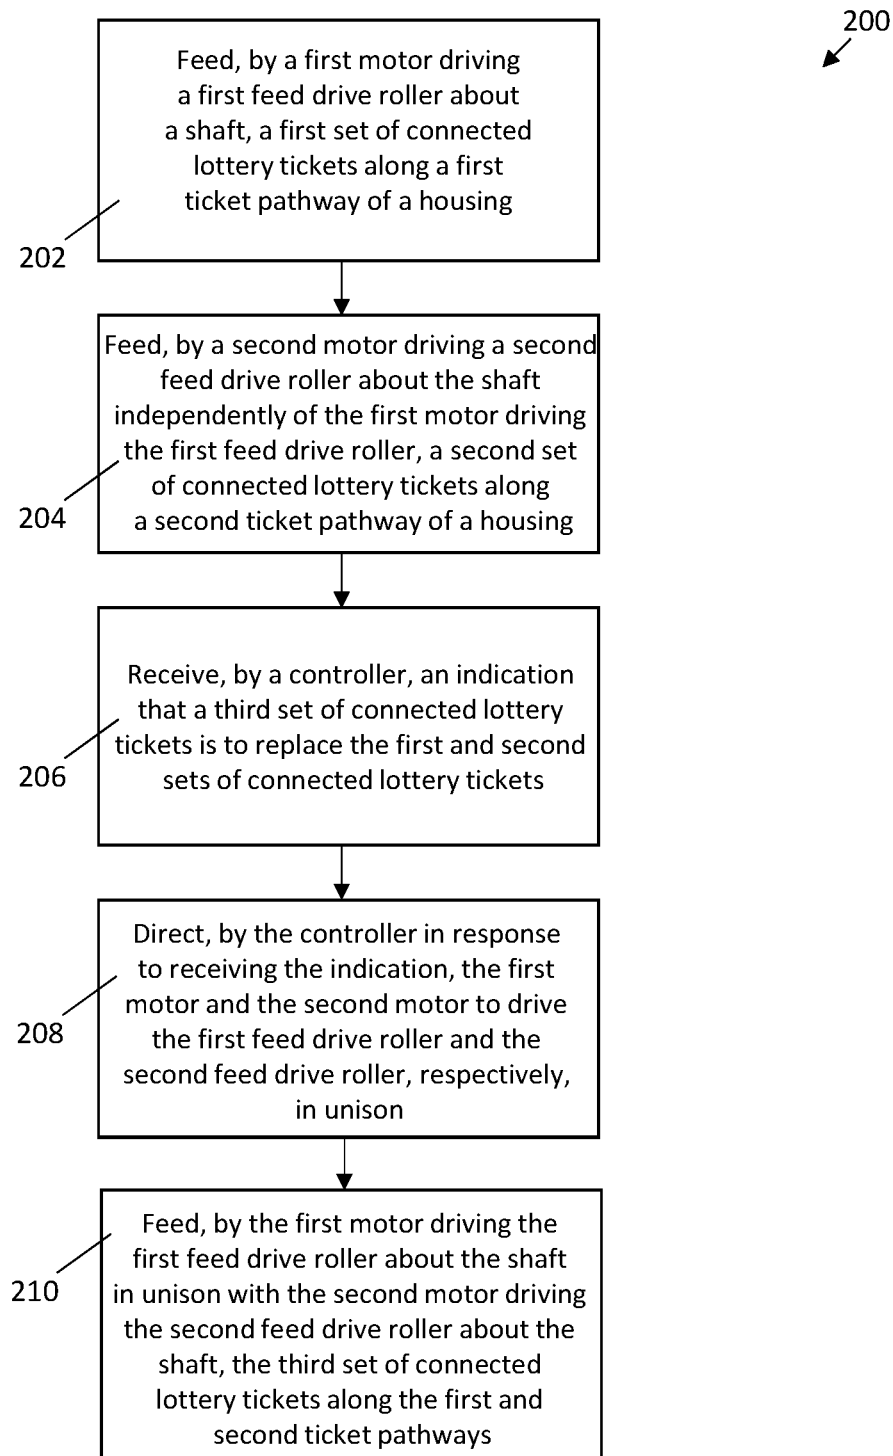 200
Feed, by a first motor driving
a first feed drive roller about
a shaft, a first set of connected
lottery tickets along a first
ticket pathway of a housing
202
Feed, by a second motor driving a second
feed drive roller about the shaft
independently of the first motor driving
the first feed drive roller, a second set
of connected lottery tickets along
a second ticket pathway of a housing
204
Receive, by a controller, an indication
that a third set of connected lottery
tickets is to replace the first and second
sets of connected lottery tickets
206
Direct, by the controller in response
to receiving the indication, the first
motor and the second motor to drive
the first feed drive roller and the
second feed drive roller, respectively,
in unison
208
Feed, by the first motor driving the
first feed drive roller about the shaft
in unison with the second motor driving
the second feed drive roller about the
shaft, the third set of connected
lottery tickets along the first and
second ticket pathways
210